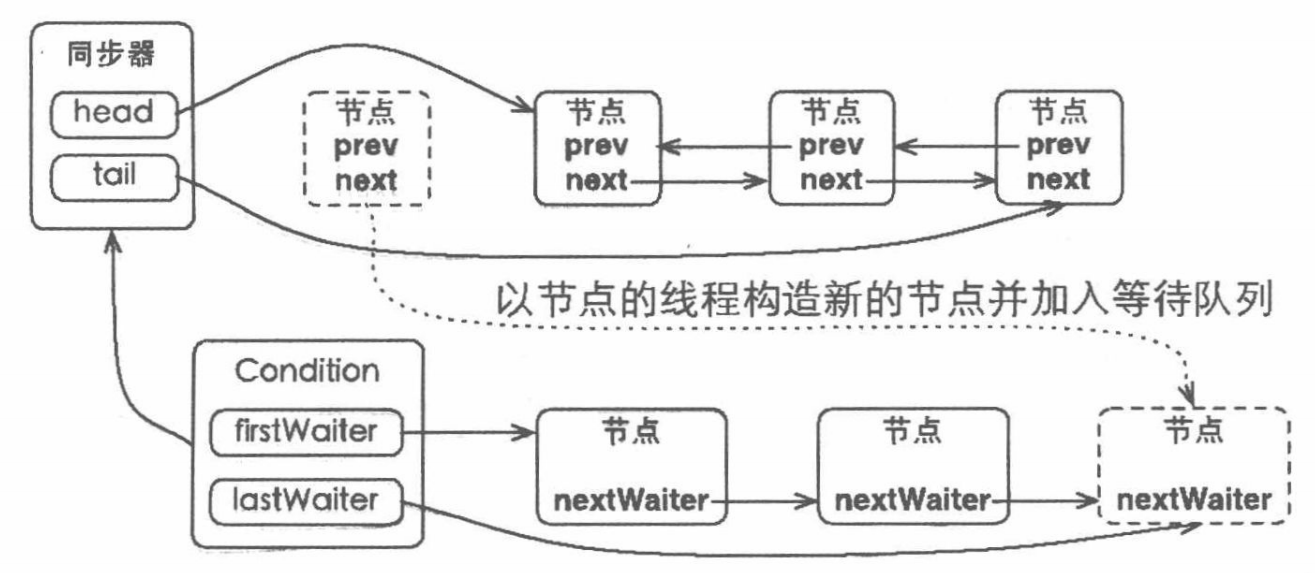 同步器
head
tail
节点
prev
next
节点
prev
next
节点
prev
next
节点
prev
next
以节点的线程构造新的节点并加入等待队列
Condition
firstWaiter
lastWaiter
节点
nextWaiter
节点
nextWaiter
节点
nextWaiter